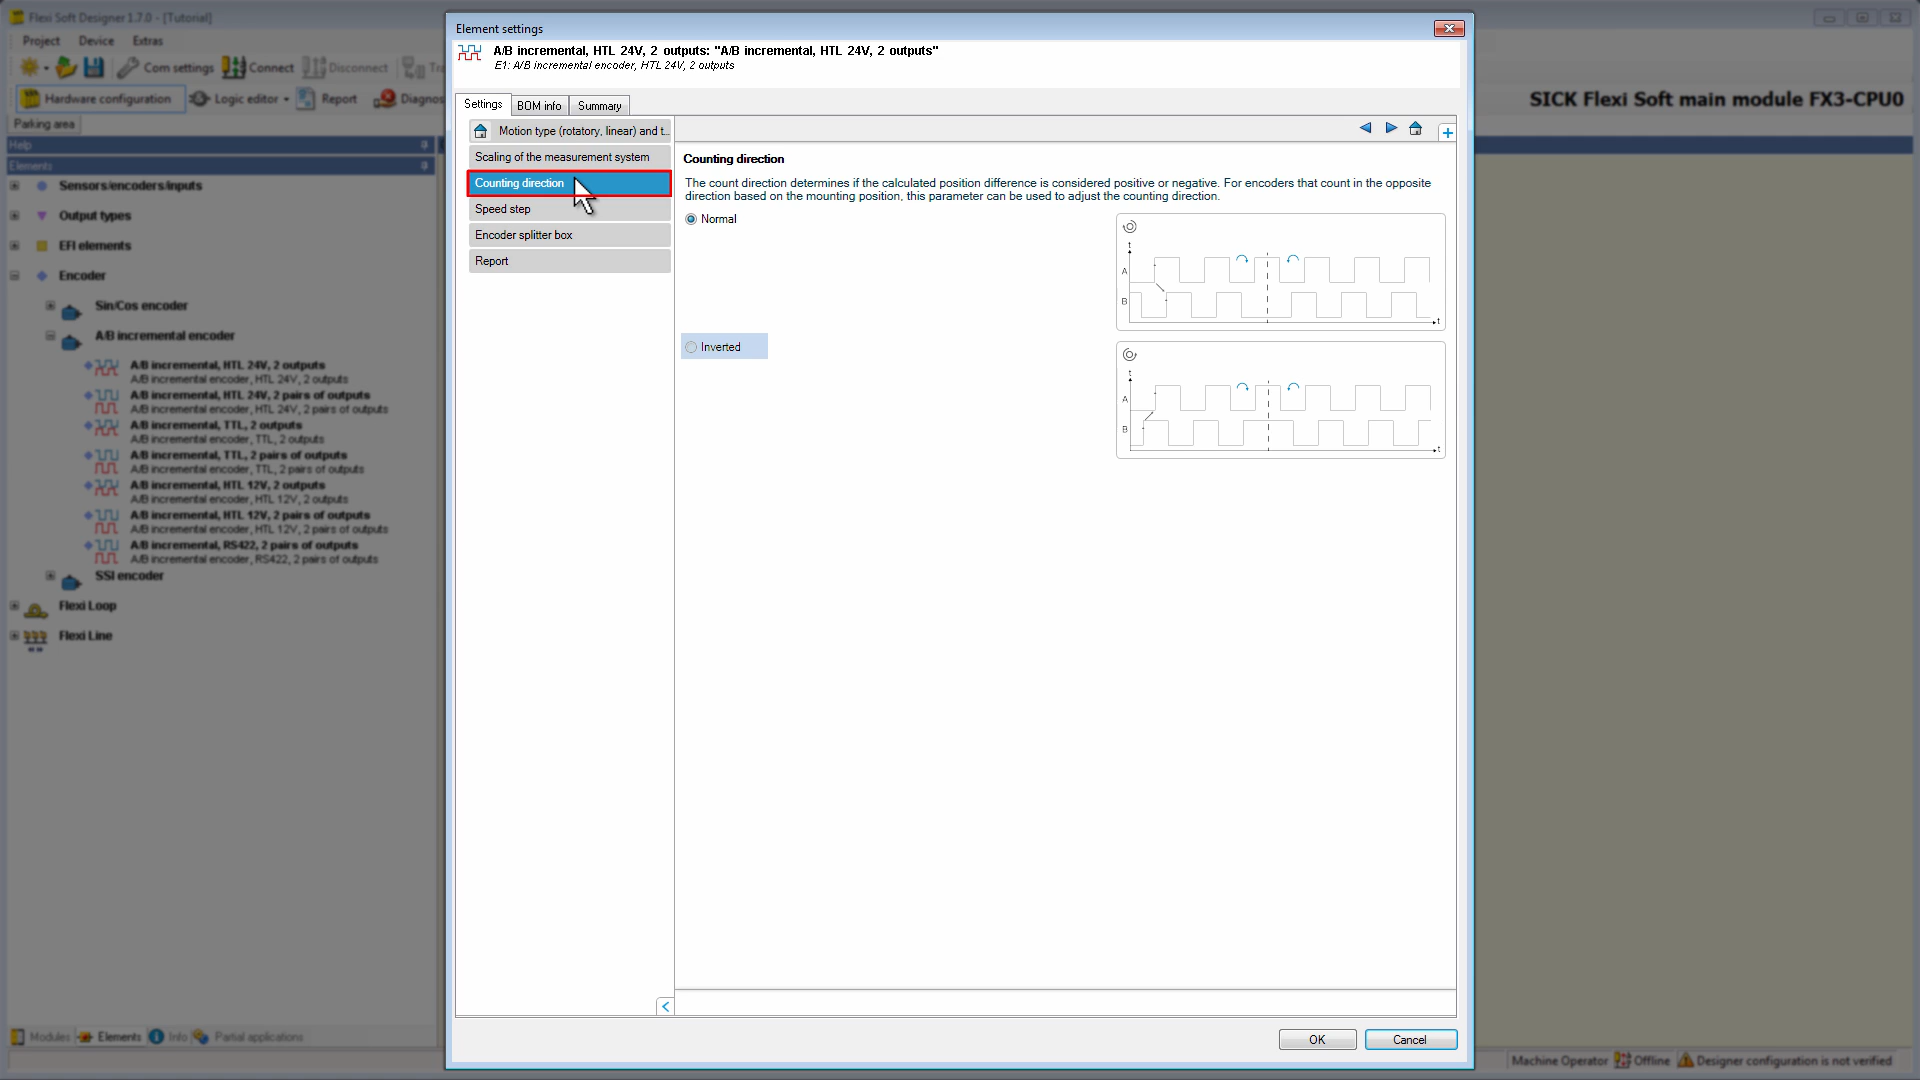 Flexi Soft Designer 1.7.0 - [Tutorial]
Project Device Extras
Com settings Connect Disconnect
Hardware configuration Logic editor Report
Parking area
Help
Elements
Sensors/encoders/inputs
Output types
EFI elements
Encoder
Sin/Cos encoder
A/B incremental encoder
A/B incremental, HTL 24V, 2 outputs
A/B incremental encoder, HTL 24V, 2 outputs
A/B incremental, HTL 24V, 2 pairs of outputs
A/B incremental encoder, HTL 24V, 2 pairs of outputs
A/B incremental, TTL, 2 outputs
A/B incremental encoder, TTL, 2 outputs
A/B incremental, TTL, 2 pairs of outputs
A/B incremental encoder, TTL, 2 pairs of outputs
A/B incremental, HTL 12V, 2 outputs
A/B incremental encoder, HTL 12V, 2 outputs
A/B incremental, HTL 12V, 2 pairs of outputs
A/B incremental encoder, HTL 12V, 2 pairs of outputs
A/B incremental, RS422, 2 pairs of outputs
A/B incremental encoder, RS422, 2 pairs of outputs
SSI encoder
Flexi Loop
Flexi Line
Modules Elements Info Partial applications
Element settings
A/B incremental, HTL 24V, 2 outputs: "A/B incremental, HTL 24V, 2 outputs"
E1: A/B incremental encoder, HTL 24V, 2 outputs
Settings BOM info Summary
Motion type (rotatory, linear) and t...
Scaling of the measurement system
Counting direction
Speed step
Encoder splitter box
Report
Counting direction
The count direction determines if the calculated position difference is considered positive or negative. For encoders that count in the opposite
direction based on the mounting position, this parameter can be used to adjust the counting direction.
Normal
t
A
B
t
Inverted
t
A
B
t
OK Cancel
SICK Flexi Soft main module FX3-CPU0
Machine Operator Offline Designer configuration is not verified